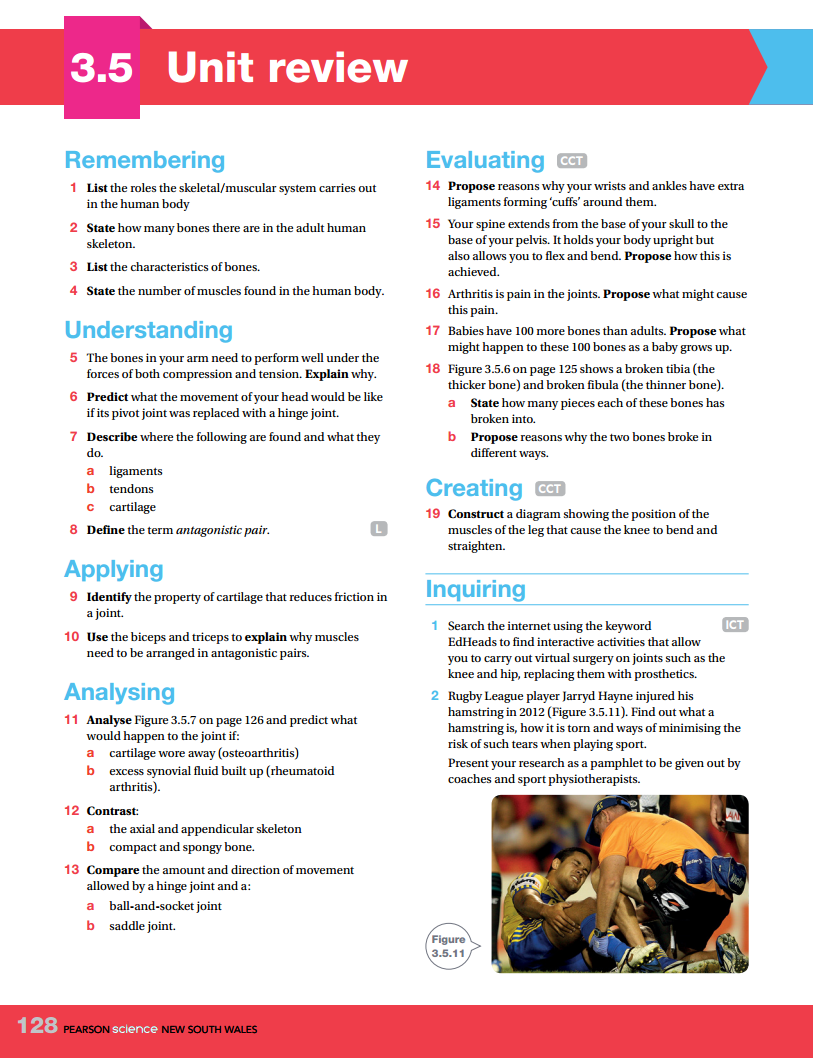 3.5 Unit review
Remembering
1 List the roles the skeletal/muscular system carries out
in the human body
2 State how many bones there are in the adult human
skeleton.
3 List the characteristics of bones.
4 State the number of muscles found in the human body.
Understanding
5 The bones in your arm need to perform well under the
forces of both compression and tension. Explain why.
6 Predict what the movement of your head would be like
if its pivot joint was replaced with a hinge joint.
7 Describe where the following are found and what they
do.
a ligaments
b tendons
c cartilage
8 Define the term antagonistic pair. L
Applying
9 Identify the property of cartilage that reduces friction in
a joint.
10 Use the biceps and triceps to explain why muscles
need to be arranged in antagonistic pairs.
Analysing
11 Analyse Figure 3.5.7 on page 126 and predict what
would happen to the joint if:
a cartilage wore away (osteoarthritis)
b excess synovial fluid built up (rheumatoid
arthritis).
12 Contrast:
a the axial and appendicular skeleton
b compact and spongy bone.
13 Compare the amount and direction of movement
allowed by a hinge joint and a:
a ball-and-socket joint
b saddle joint.
Evaluating CCT
14 Propose reasons why your wrists and ankles have extra
ligaments forming ‘cuffs’ around them.
15 Your spine extends from the base of your skull to the
base of your pelvis. It holds your body upright but
also allows you to flex and bend. Propose how this is
achieved.
16 Arthritis is pain in the joints. Propose what might cause
this pain.
17 Babies have 100 more bones than adults. Propose what
might happen to these 100 bones as a baby grows up.
18 Figure 3.5.6 on page 125 shows a broken tibia (the
thicker bone) and broken fibula (the thinner bone).
a State how many pieces each of these bones has
broken into.
b Propose reasons why the two bones broke in
different ways.
Creating CCT
19 Construct a diagram showing the position of the
muscles of the leg that cause the knee to bend and
straighten.
Inquiring
1 Search the internet using the keyword ICT
EdHeads to find interactive activities that allow
you to carry out virtual surgery on joints such as the
knee and hip, replacing them with prosthetics.
2 Rugby League player Jarryd Hayne injured his
hamstring in 2012 (Figure 3.5.11). Find out what a
hamstring is, how it is torn and ways of minimising the
risk of such tears when playing sport.
Present your research as a pamphlet to be given out by
coaches and sport physiotherapists.
Figure
3.5.11
128 PEARSON science NEW SOUTH WALES